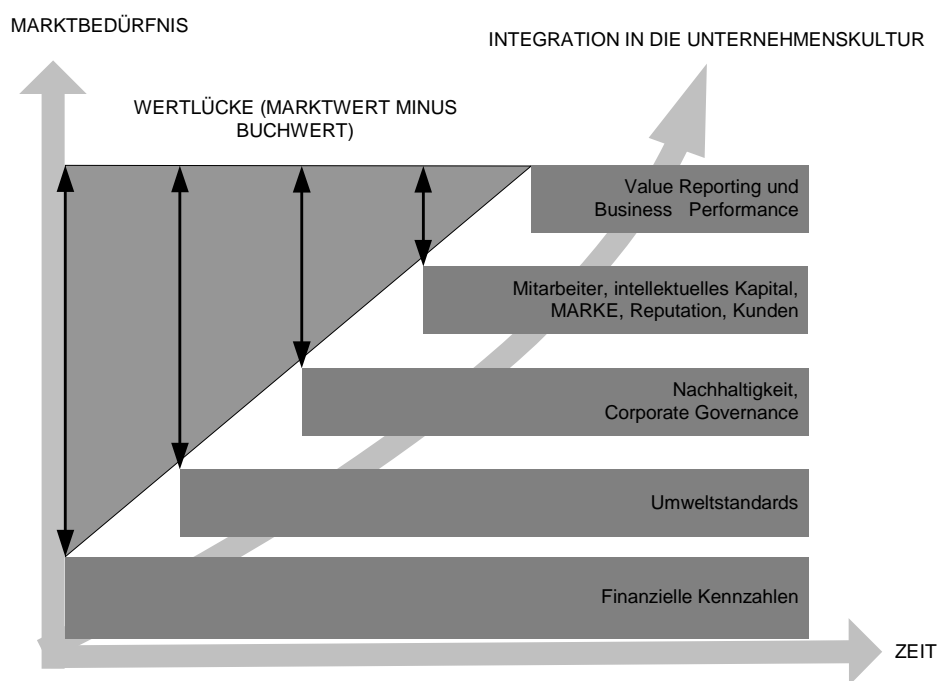 MARKTBEDÜRFNIS
INTEGRATION IN DIE UNTERNEHMENSKULTUR
WERTLÜCKE (MARKTWERT MINUS
BUCHWERT)
Value Reporting und
Business Performance
Mitarbeiter, intellektuelles Kapital,
MARKE, Reputation, Kunden
Nachhaltigkeit,
Corporate Governance
Umweltstandards
Finanzielle Kennzahlen
ZEIT